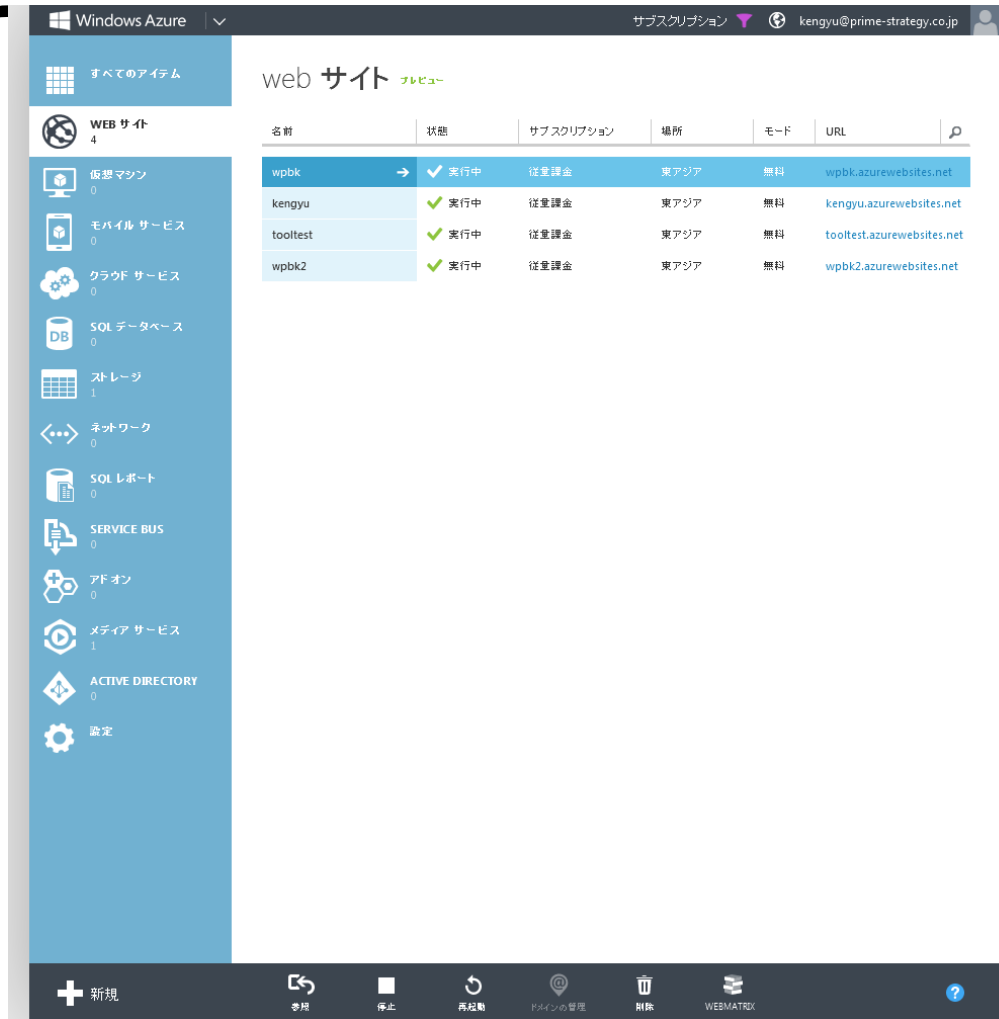 Windows Azure
サブスクリプション
kengyu@prime-strategy.co.jp
すべてのアイテム
WEB サイト
4
仮想マシン
0
モバイル サービス
0
クラウド サービス
0
SQL データベース
0
DB
ストレージ
1
ネットワーク
0
SQL レポート
0
SERVICE BUS
0
アドオン
0
メディア サービス
1
ACTIVE DIRECTORY
0
設定
web サイト プレビュー
名前 状態 サブスクリプション 場所 モード URL
wpbk 実行中 従量課金 東アジア 無料 wpbk.azurewebsites.net
kengyu 実行中 従量課金 東アジア 無料 kengyu.azurewebsites.net
tooltest 実行中 従量課金 東アジア 無料 tooltest.azurewebsites.net
wpbk2 実行中 従量課金 東アジア 無料 wpbk2.azurewebsites.net
新規
参照 停止 再起動 ドメインの管理 削除 WEBMATRIX
?